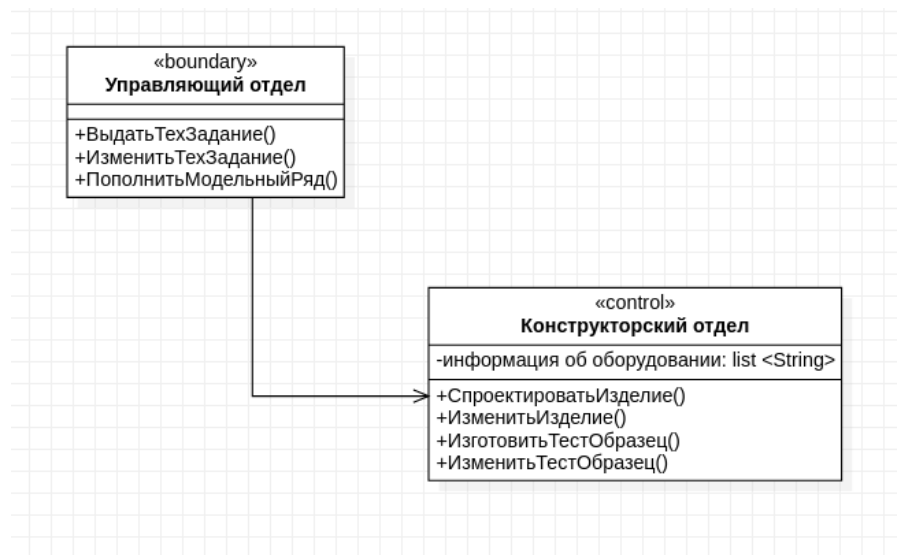 «boundary»
Управляющий отдел
+ВыдатьТехЗадание()
+ИзменитьТехЗадание()
+ПополнитьМодельныйРяд()
«control»
Конструкторский отдел
-информация об оборудовании: list <String>
+СпроектироватьИзделие()
+ИзменитьИзделие()
+ИзготовитьТестОбразец()
+ИзменитьТестОбразец()